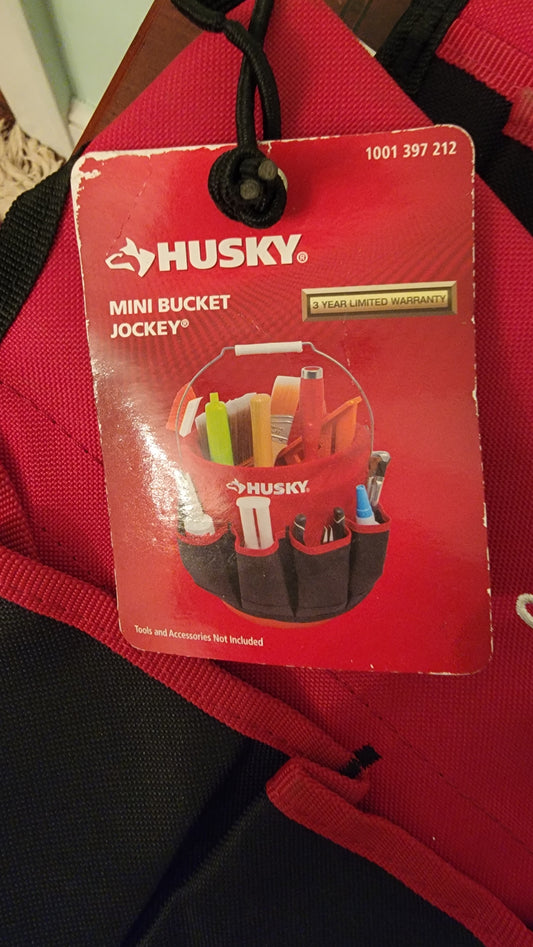 1001 397 212
HUSKY®
3 YEAR LIMITED WARRANTY
MINI BUCKET
JOCKEY®
HUSKY
Tools and Accessories Not Included